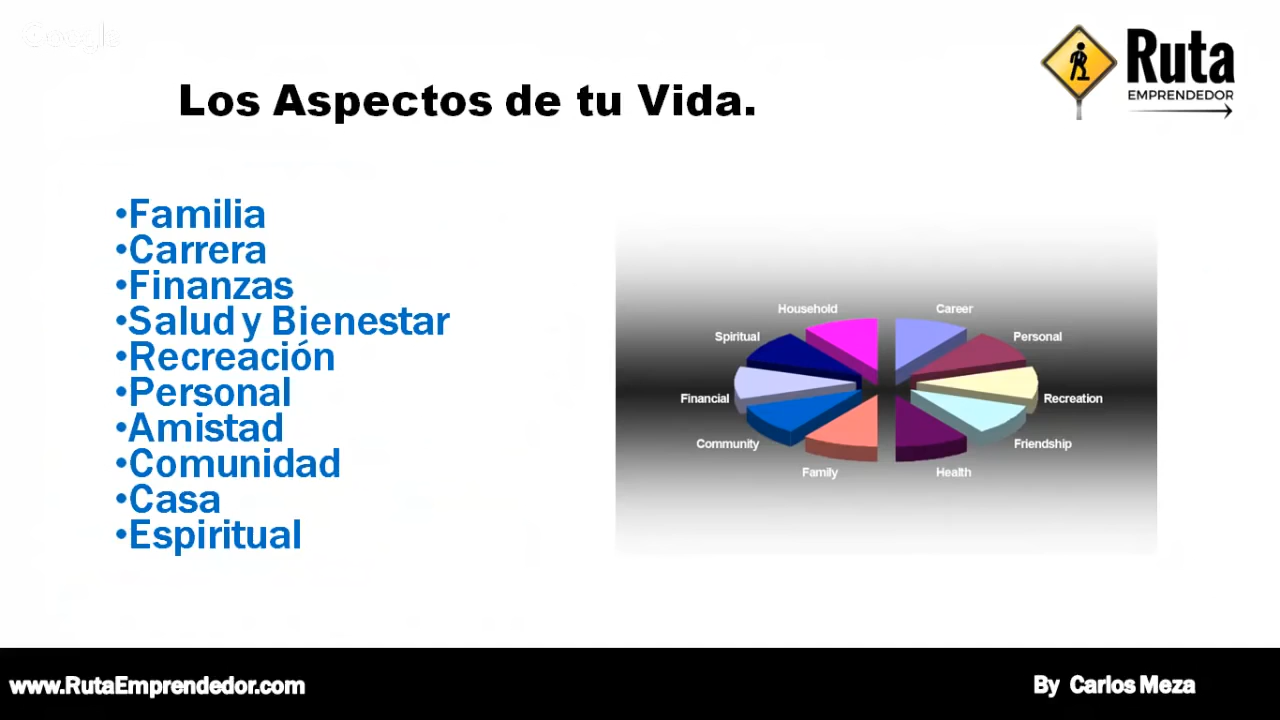 Google
Ruta
EMPRENDEDOR
Los Aspectos de tu Vida.
•Familia
•Carrera
•Finanzas
•Salud y Bienestar
•Recreación
•Personal
•Amistad
•Comunidad
•Casa
•Espiritual
Household
Career
Spiritual
Personal
Financial
Recreation
Community
Friendship
Family
Health
www.RutaEmprendedor.com
By Carlos Meza